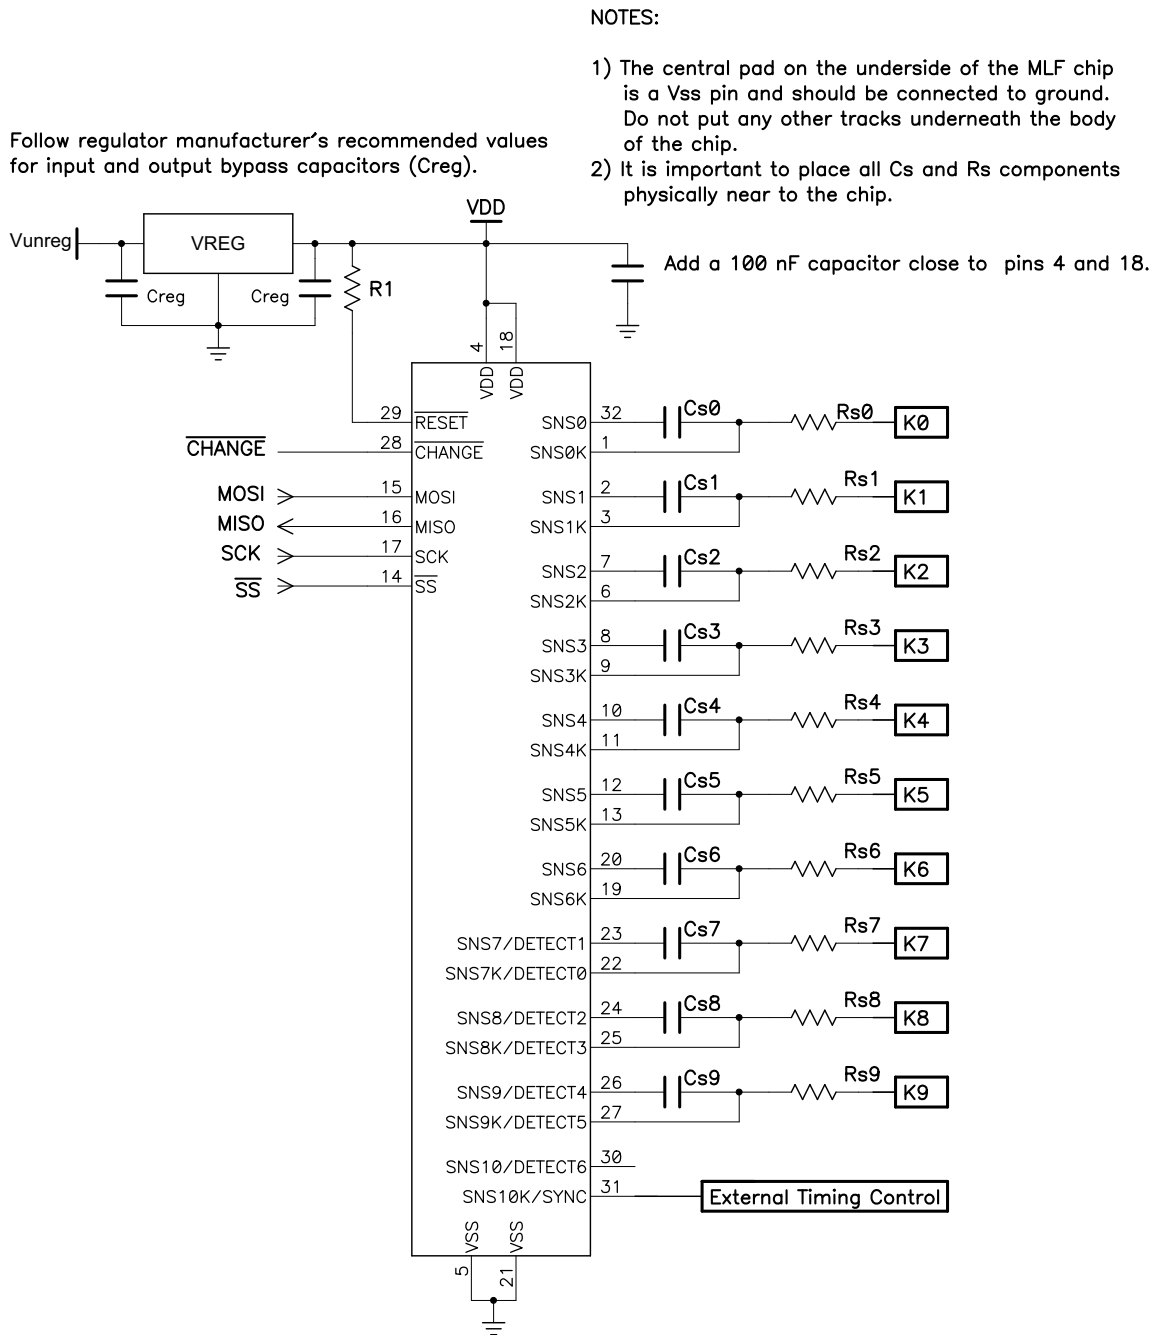 NOTES:
1) The central pad on the underside of the MLF chip
is a Vss pin and should be connected to ground.
Do not put any other tracks underneath the body
of the chip.
2) It is important to place all Cs and Rs components
physically near to the chip.
Follow regulator manufacturer's recommended values
for input and output bypass capacitors (Creg).
VDD
Vunreg
VREG
Add a 100 nF capacitor close to pins 4 and 18.
Creg
Creg
R1
4
18
VDD
VDD
29
RESET
CHANGE
28
CHANGE
MOSI
15
MOSI
MISO
16
MISO
SCK
17
SCK
SS
14
SS
SNS0
32
Cs0
Rs0
K0
SNS0K
1
SNS1
2
Cs1
Rs1
K1
SNS1K
3
SNS2
7
Cs2
Rs2
K2
SNS2K
6
SNS3
8
Cs3
Rs3
K3
SNS3K
9
SNS4
10
Cs4
Rs4
K4
SNS4K
11
SNS5
12
Cs5
Rs5
K5
SNS5K
13
SNS6
20
Cs6
Rs6
K6
SNS6K
19
SNS7/DETECT1
23
Cs7
Rs7
K7
SNS7K/DETECT0
22
SNS8/DETECT2
24
Cs8
Rs8
K8
SNS8K/DETECT3
25
SNS9/DETECT4
26
Cs9
Rs9
K9
SNS9K/DETECT5
27
SNS10/DETECT6
30
SNS10K/SYNC
31
External Timing Control
VSS
VSS
5
21